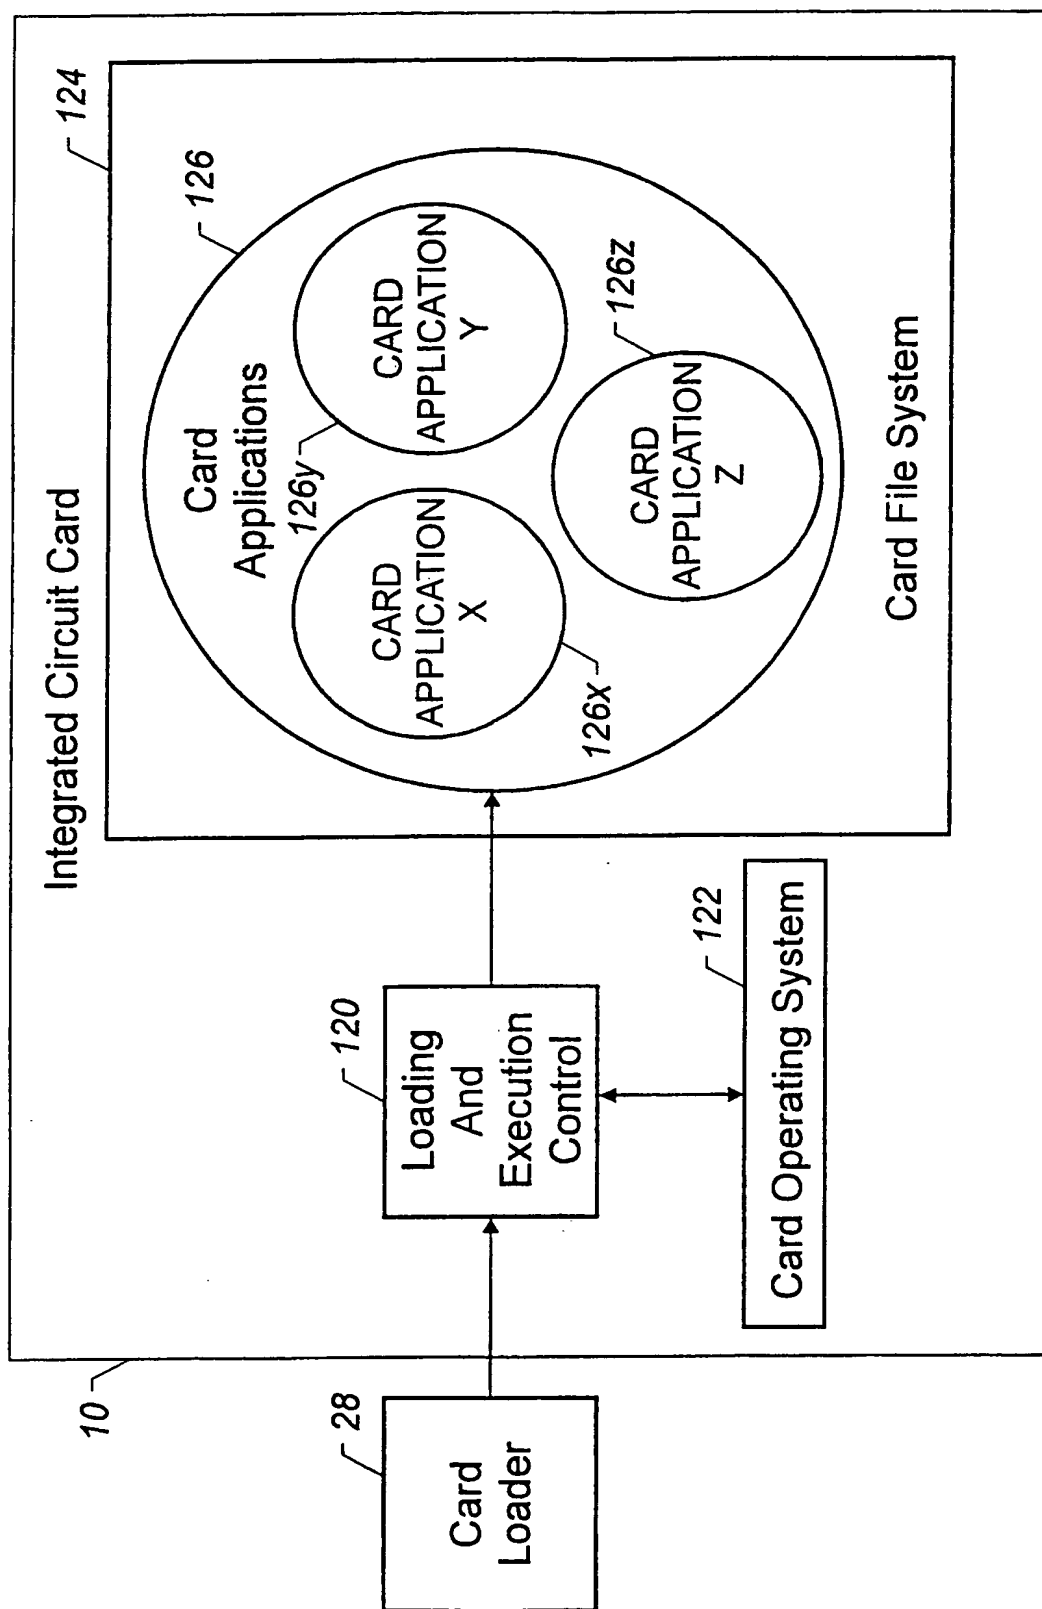 Integrated Circuit Card
10
28
Card
Loader
120
Loading
And
Execution
Control
122
Card Operating System
124
126
Card
Applications
126x
CARD
APPLICATION
X
126y
CARD
APPLICATION
Y
126z
CARD
APPLICATION
Z
Card File System